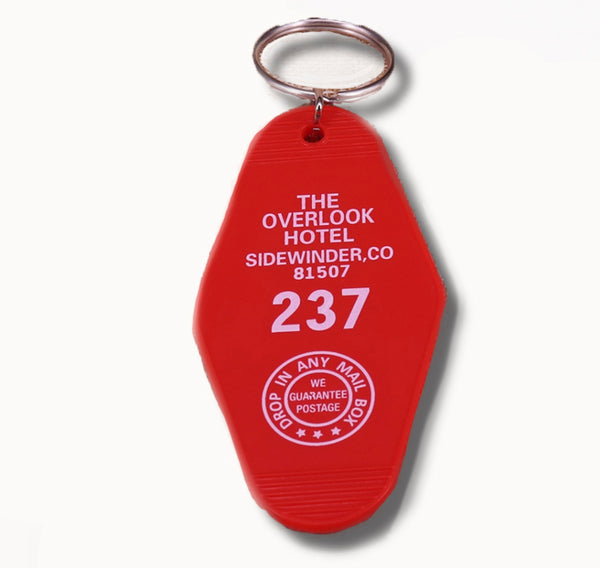 THE
OVERLOOK
HOTEL
SIDEWINDER,CO
81507
237
DROP IN ANY MAIL BOX
WE
GUARANTEE
POSTAGE